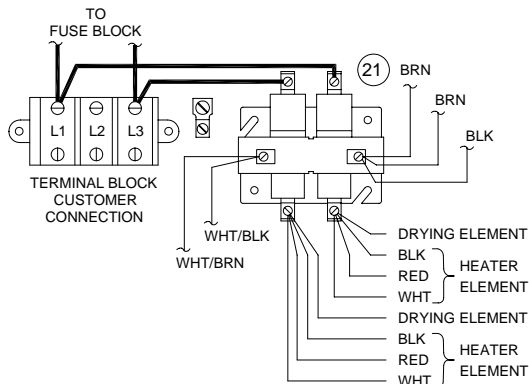 TO
FUSE BLOCK
21
BRN
BRN
BLK
L1 L2 L3
TERMINAL BLOCK
CUSTOMER
CONNECTION
WHT/BLK
WHT/BRN
DRYING ELEMENT
BLK
RED
WHT
HEATER
ELEMENT
DRYING ELEMENT
BLK
RED
WHT
HEATER
ELEMENT